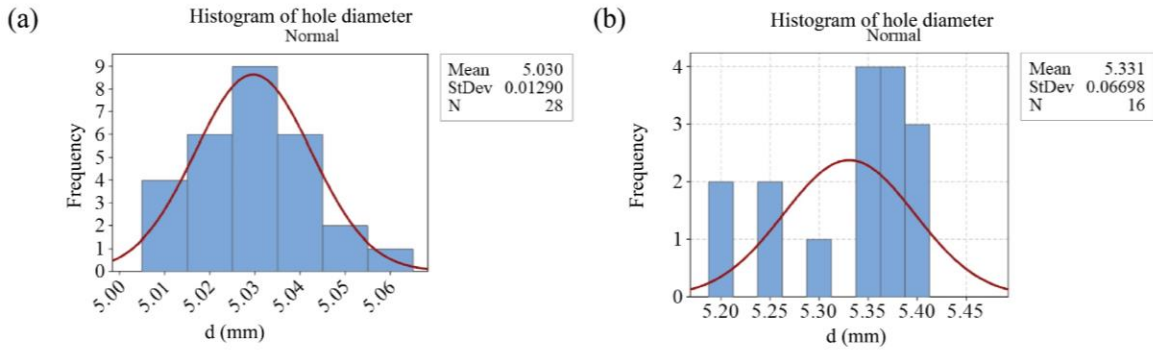 (a)
Histogram of hole diameter
Normal
Frequency
9
8
7
6
5
4
3
2
1
0
5.00 5.01 5.02 5.03 5.04 5.05 5.06
d (mm)
Mean 5.030
StDev 0.01290
N 28
(b)
Histogram of hole diameter
Normal
Frequency
4
3
2
1
0
5.20 5.25 5.30 5.35 5.40 5.45
d (mm)
Mean 5.331
StDev 0.06698
N 16